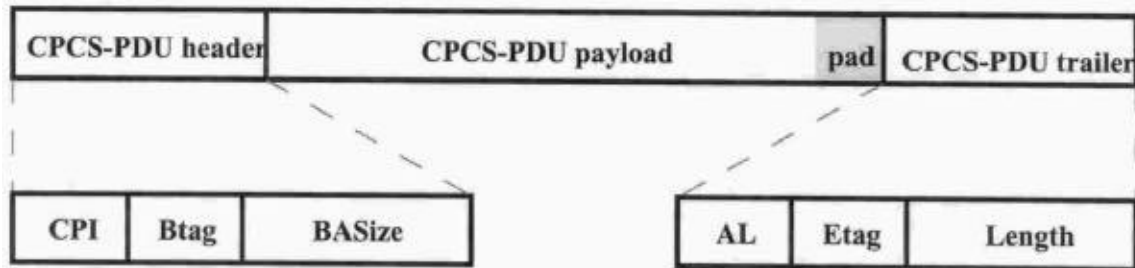 CPCS-PDU header CPCS-PDU payload pad CPCS-PDU trailer
CPI Btag BASize AL Etag Length